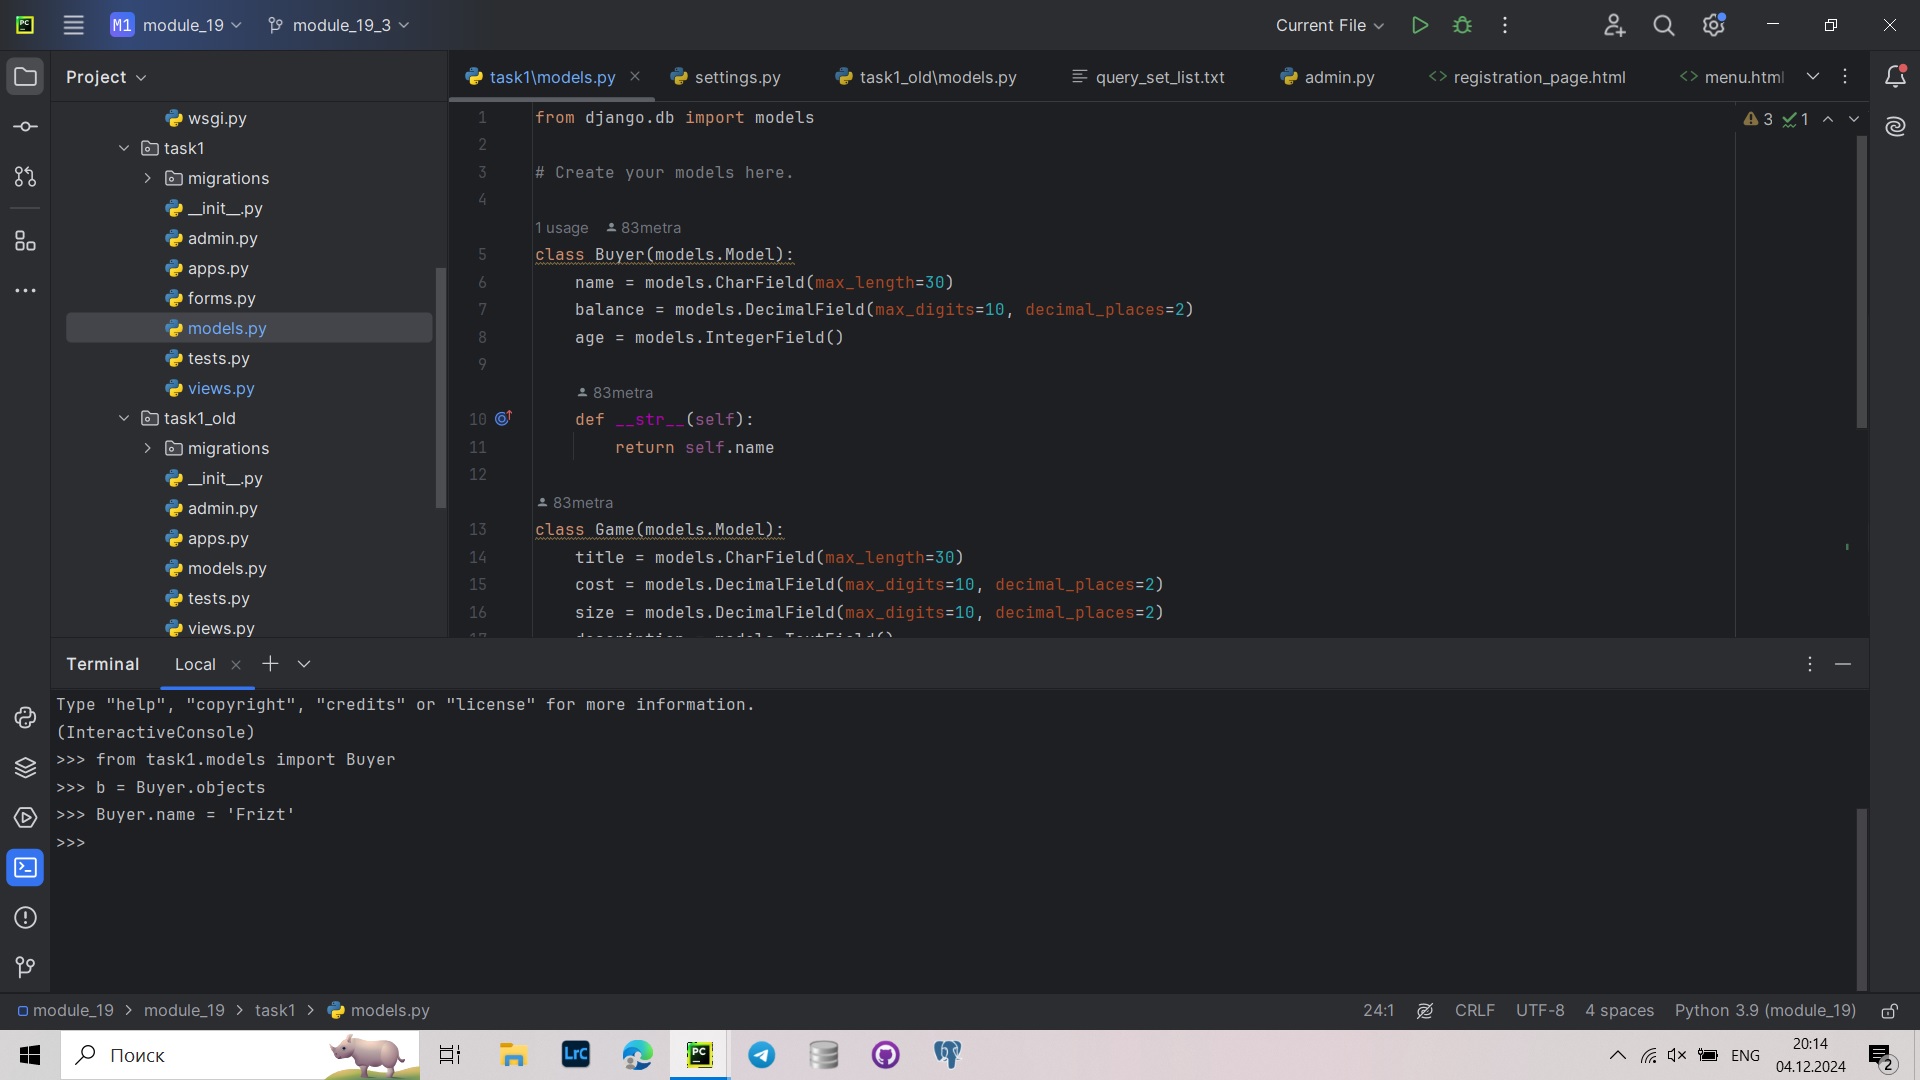 M1 module_19 module_19_3 Current File
Project
wsgi.py
task1
migrations
__init__.py
admin.py
apps.py
forms.py
models.py
tests.py
views.py
task1_old
migrations
__init__.py
admin.py
apps.py
models.py
tests.py
views.py
task1\models.py settings.py task1_old\models.py query_set_list.txt admin.py registration_page.html menu.html
3 1
1 from django.db import models
2
3 # Create your models here.
4
1 usage 83metra
5 class Buyer(models.Model):
6 name = models.CharField(max_length=30)
7 balance = models.DecimalField(max_digits=10, decimal_places=2)
8 age = models.IntegerField()
9
83metra
10 def __str__(self):
11 return self.name
12
83metra
13 class Game(models.Model):
14 title = models.CharField(max_length=30)
15 cost = models.DecimalField(max_digits=10, decimal_places=2)
16 size = models.DecimalField(max_digits=10, decimal_places=2)
17 description = models.TextField()
Terminal Local
Type "help", "copyright", "credits" or "license" for more information.
(InteractiveConsole)
>>> from task1.models import Buyer
>>> b = Buyer.objects
>>> Buyer.name = 'Frizt'
>>>
module_19 > module_19 > task1 > models.py 24:1 CRLF UTF-8 4 spaces Python 3.9 (module_19)
Поиск LrC PC ENG 20:14
04.12.2024 2